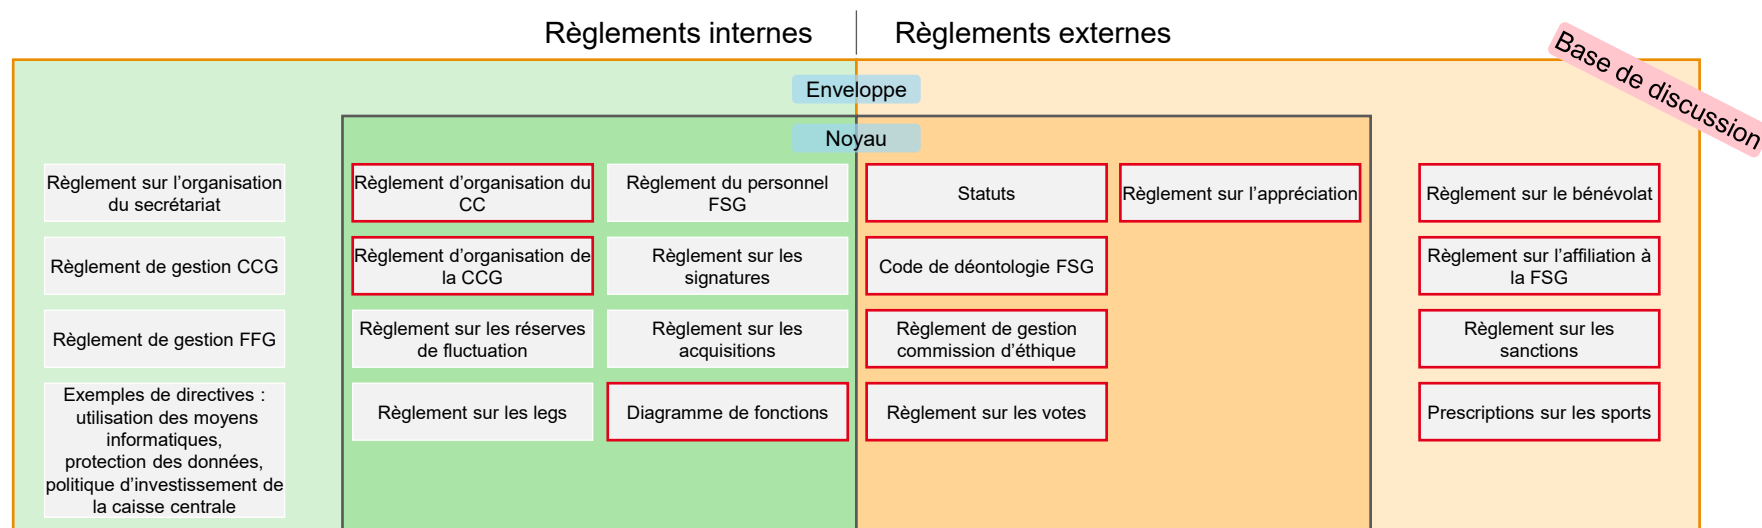 Règlements internes
Règlements externes
Base de discussion
Enveloppe
Noyau
Règlement sur l’organisation
du secrétariat
Règlement d’organisation du
CC
Règlement du personnel
FSG
Statuts
Règlement sur l’appréciation
Règlement sur le bénévolat
Règlement de gestion CCG
Règlement d’organisation de
la CCG
Règlement sur les
signatures
Code de déontologie FSG
Règlement sur l’affiliation à
la FSG
Règlement de gestion FFG
Règlement sur les réserves
de fluctuation
Règlement sur les
acquisitions
Règlement de gestion
commission d’éthique
Règlement sur les
sanctions
Exemples de directives :
utilisation des moyens
informatiques,
protection des données,
politique d’investissement de
la caisse centrale
Règlement sur les legs
Diagramme de fonctions
Règlement sur les votes
Prescriptions sur les sports